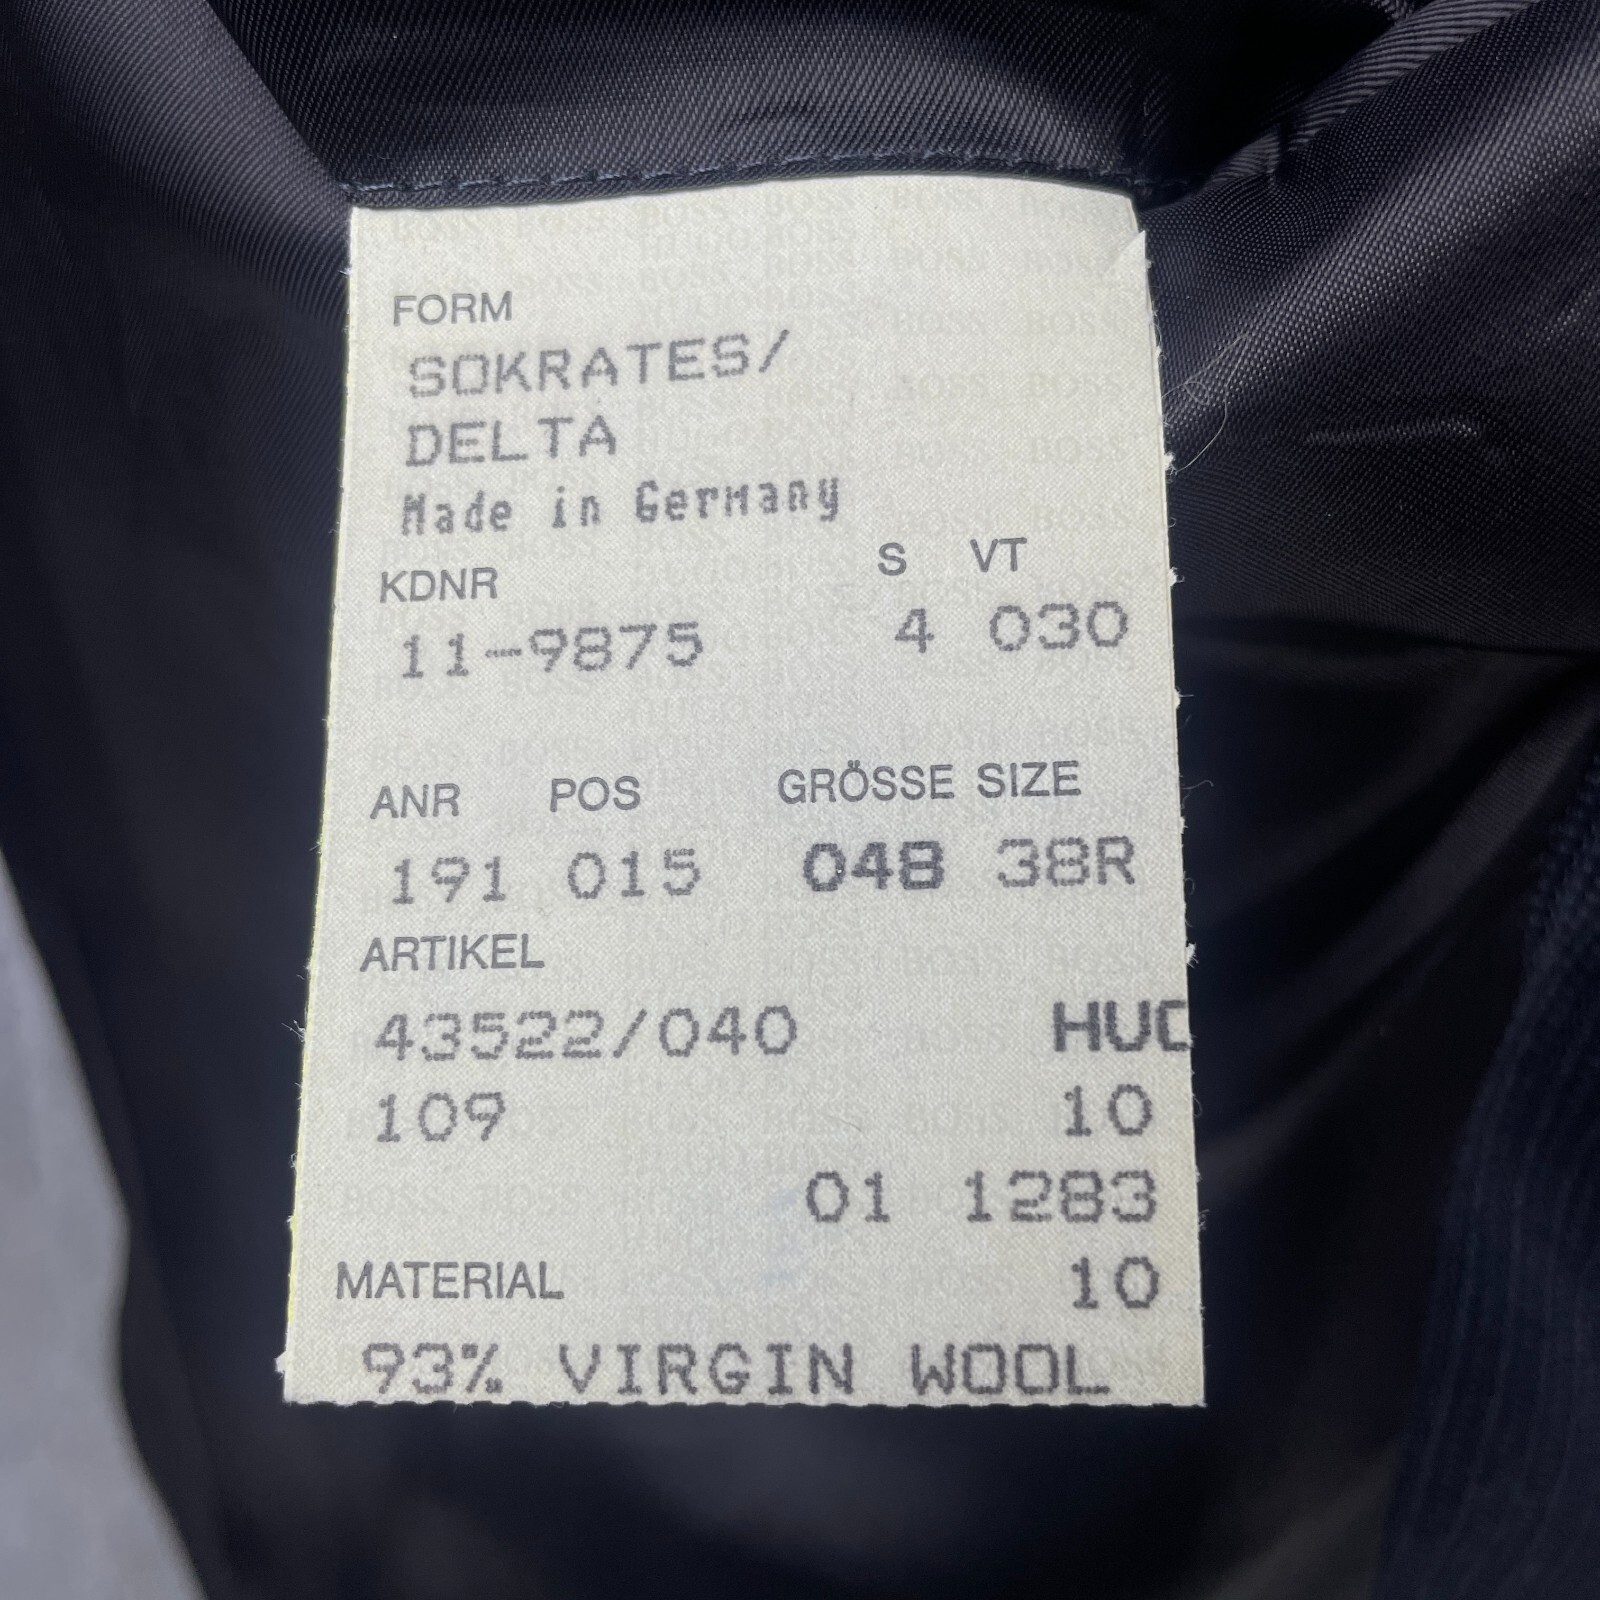 FORM
SOKRATES/
DELTA
Made in Germany
KDNR S VT
11-9875 4 030
ANR POS GRÖSSE SIZE
191 015 048 38R
ARTIKEL
43522/040 HUC
109 10
01 1283
MATERIAL 10
93% VIRGIN WOOL